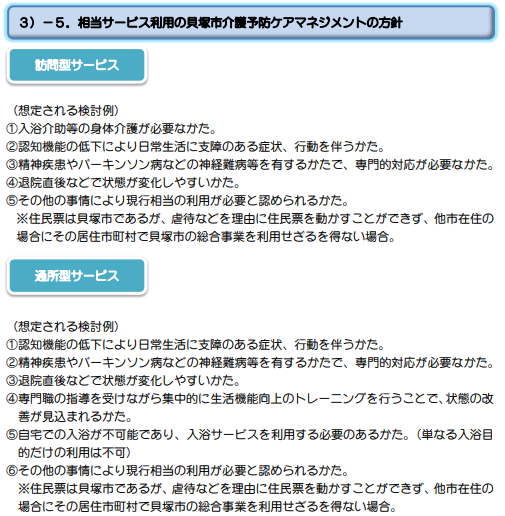 ３）－５．相当サービス利用の貝塚市介護予防ケアマネジメントの方針
訪問型サービス
（想定される検討例）
①入浴介助等の身体介護が必要なかた。
②認知機能の低下により日常生活に支障のある症状、行動を伴うかた。
③精神疾患やパーキンソン病などの神経難病等を有するかたで、専門的対応が必要なかた。
④退院直後などで状態が変化しやすいかた。
⑤その他の事情により現行相当の利用が必要と認められるかた。
※住民票は貝塚市であるが、虐待などを理由に住民票を動かすことができず、他市在住の
場合にその居住市町村で貝塚市の総合事業を利用せざるを得ない場合。
通所型サービス
（想定される検討例）
①認知機能の低下により日常生活に支障のある症状、行動を伴うかた。
②精神疾患やパーキンソン病などの神経難病等を有するかたで、専門的対応が必要なかた。
③退院直後などで状態が変化しやすいかた。
④専門職の指導を受けながら集中的に生活機能向上のトレーニングを行うことで、状態の改
善が見込まれるかた。
⑤自宅での入浴が不可能であり、入浴サービスを利用する必要のあるかた。（単なる入浴目
的だけの利用は不可）
⑥その他の事情により現行相当の利用が必要と認められるかた。
※住民票は貝塚市であるが、虐待などを理由に住民票を動かすことができず、他市在住の
場合にその居住市町村で貝塚市の総合事業を利用せざるを得ない場合。